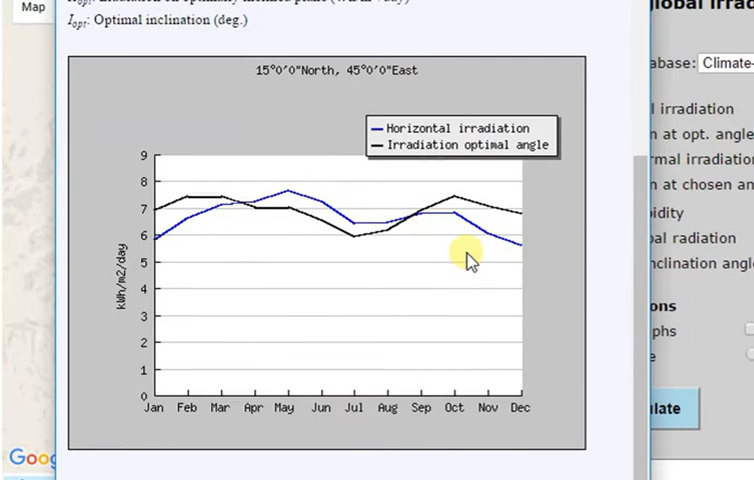 Map
I_opt: Optimal inclination (deg.)
global irrad
15°0'0"North, 45°0'0"East
Horizontal irradiation
Irradiation optimal angle
9
8
7
6
5
4
3
2
1
0
kWh/m2/day
Jan Feb Mar Apr May Jun Jul Aug Sep Oct Nov Dec
abase: Climate-
l irradiation
n at opt. angle
rmal irradiation
n at chosen an
bidity
bal radiation
nclination angle
ons
phs
e
late
Goog